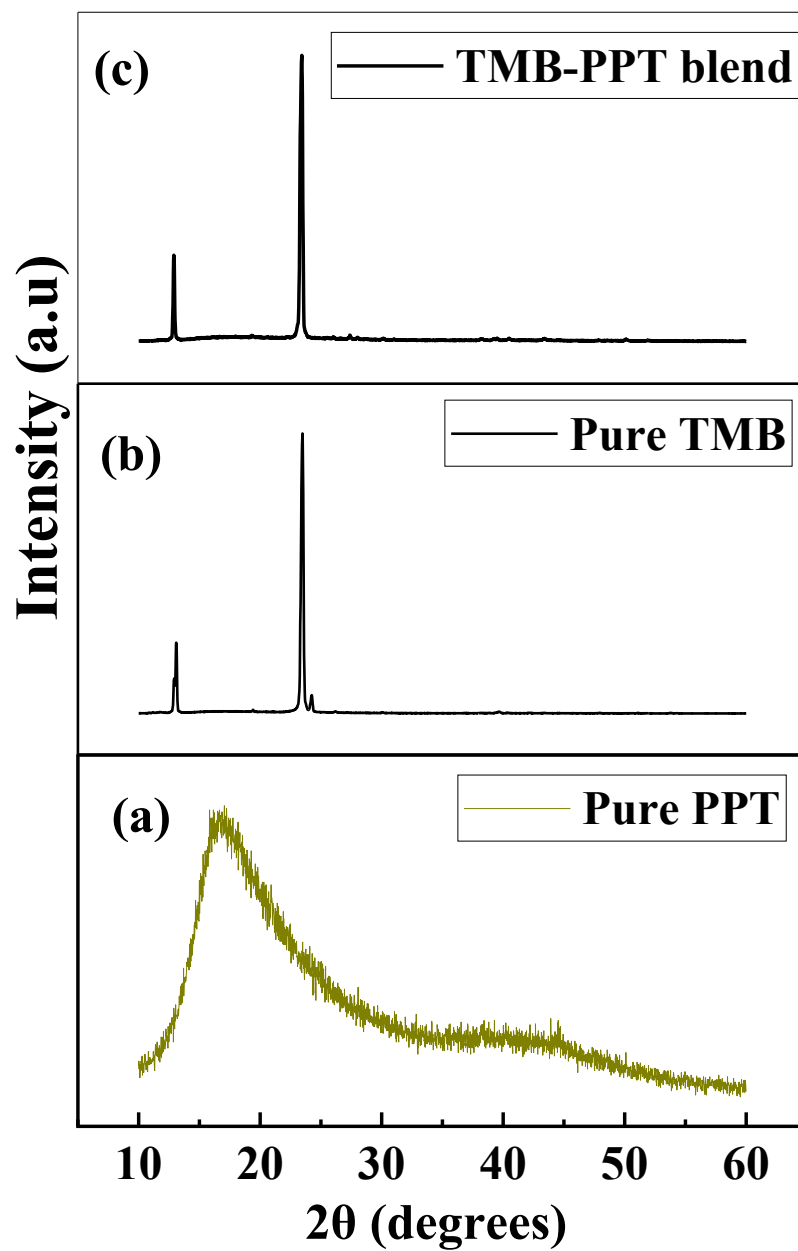 (c)
TMB-PPT blend
(b)
Pure TMB
Intensity (a.u)
(a)
Pure PPT
10 20 30 40 50 60
2θ (degrees)